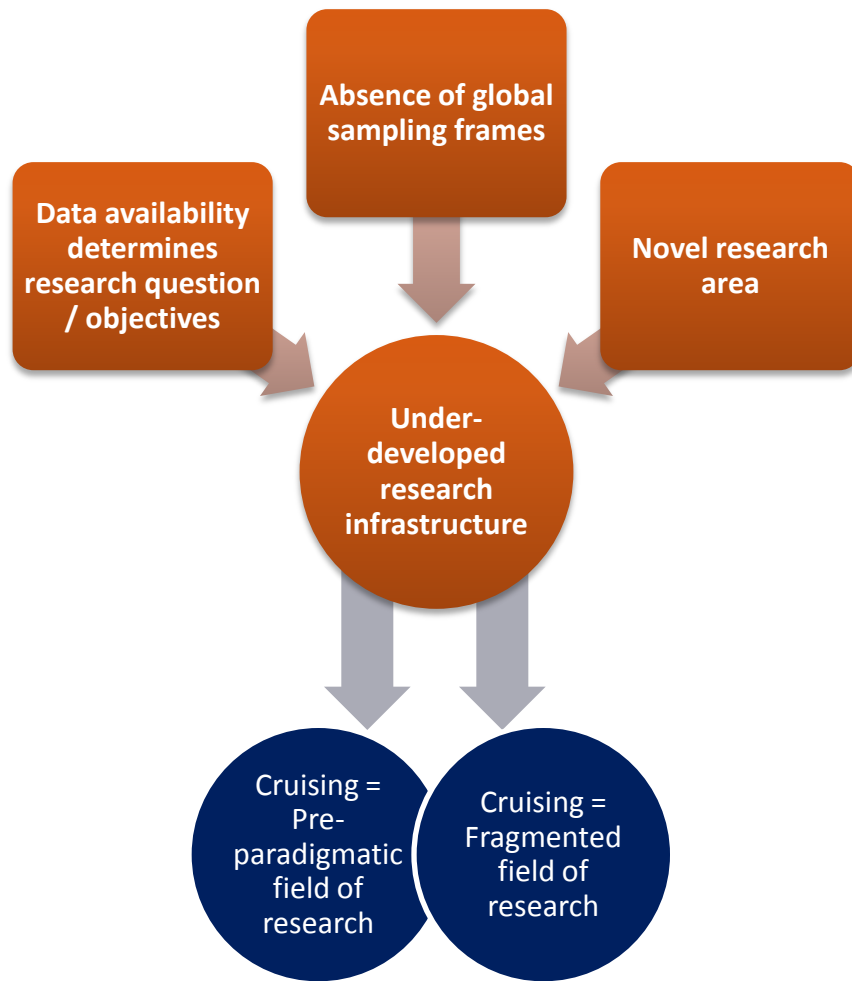 Absence of global
sampling frames
Data availability
determines
research question
/ objectives
Novel research
area
Under-
developed
research
infrastructure
Cruising =
Pre-
paradigmatic
field of
research
Cruising =
Fragmented
field of
research